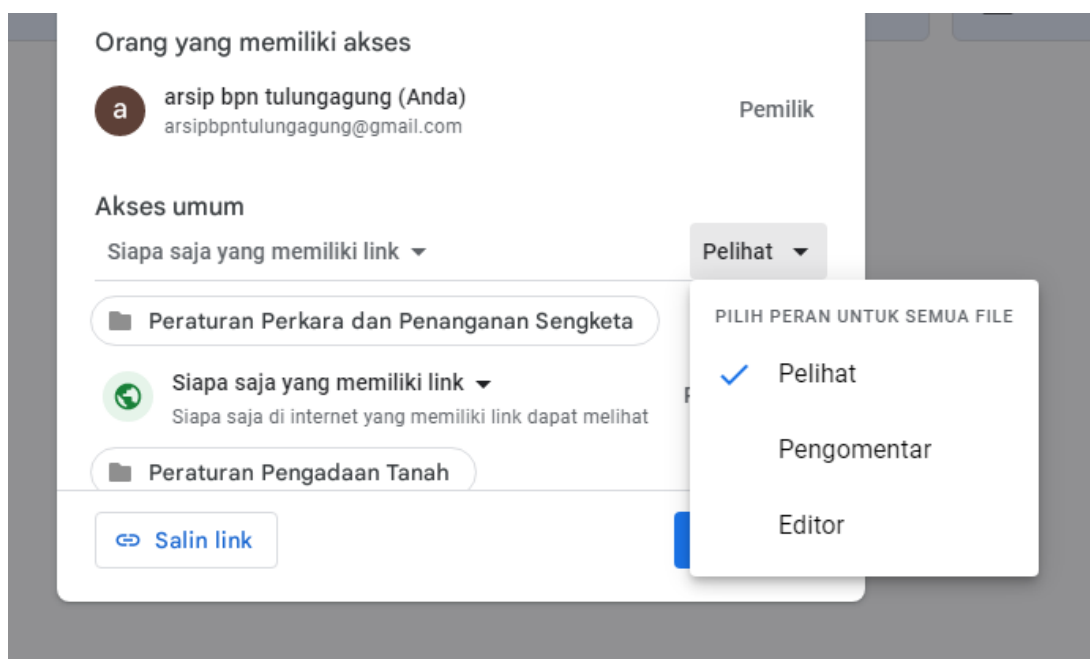 Orang yang memiliki akses
a
arsip bpn tulungagung (Anda)
arsipbpntulungagung@gmail.com
Pemilik
Akses umum
Siapa saja yang memiliki link
Pelihat
Peraturan Perkara dan Penanganan Sengketa
Siapa saja yang memiliki link
Siapa saja di internet yang memiliki link dapat melihat
Peraturan Pengadaan Tanah
Salin link
PILIH PERAN UNTUK SEMUA FILE
Pelihat
Pengomentar
Editor